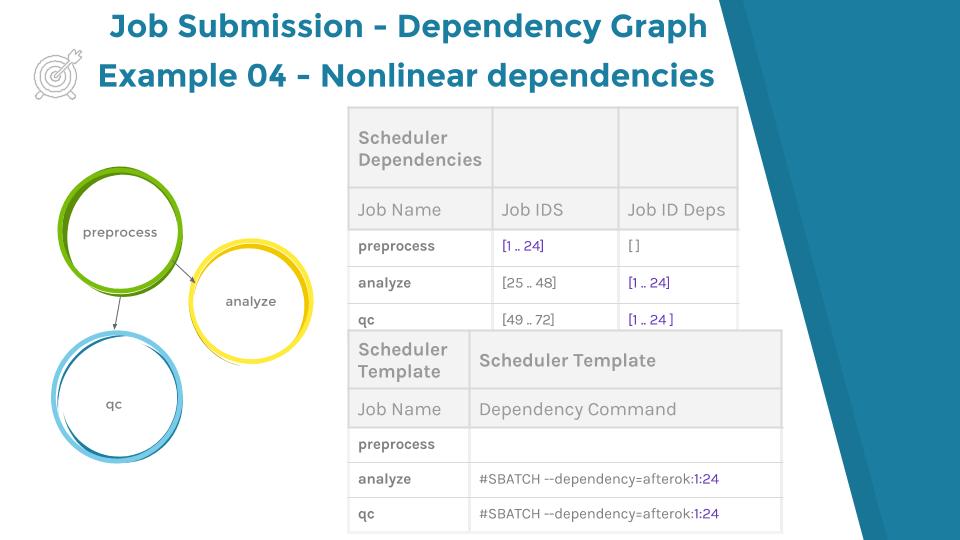 Job Submission - Dependency Graph
Example 04 - Nonlinear dependencies
preprocess
analyze
qc
Scheduler
Dependencies
Job Name Job IDS Job ID Deps
preprocess [1 .. 24] [ ]
analyze [25 .. 48] [1 .. 24]
qc [49 .. 72] [1 .. 24 ]
Scheduler
Template
Scheduler Template
Job Name Dependency Command
preprocess
analyze #SBATCH --dependency=afterok:1:24
qc #SBATCH --dependency=afterok:1:24